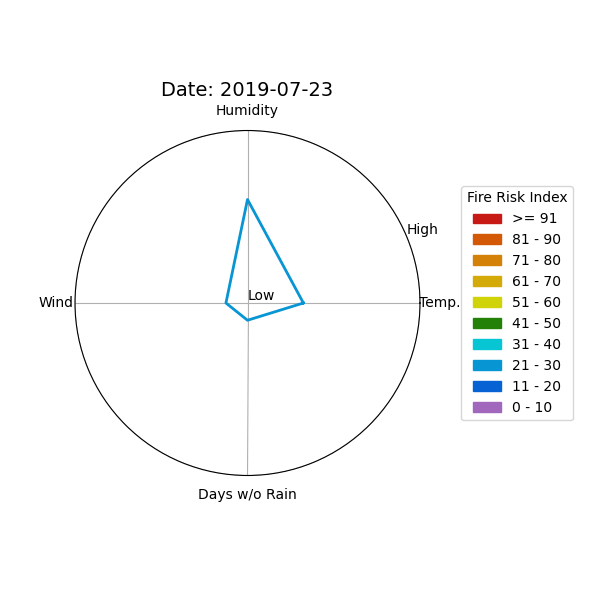 Date: 2019-07-23
Humidity
High
Low
Wind
Temp.
Days w/o Rain
Fire Risk Index
>= 91
81 - 90
71 - 80
61 - 70
51 - 60
41 - 50
31 - 40
21 - 30
11 - 20
0 - 10